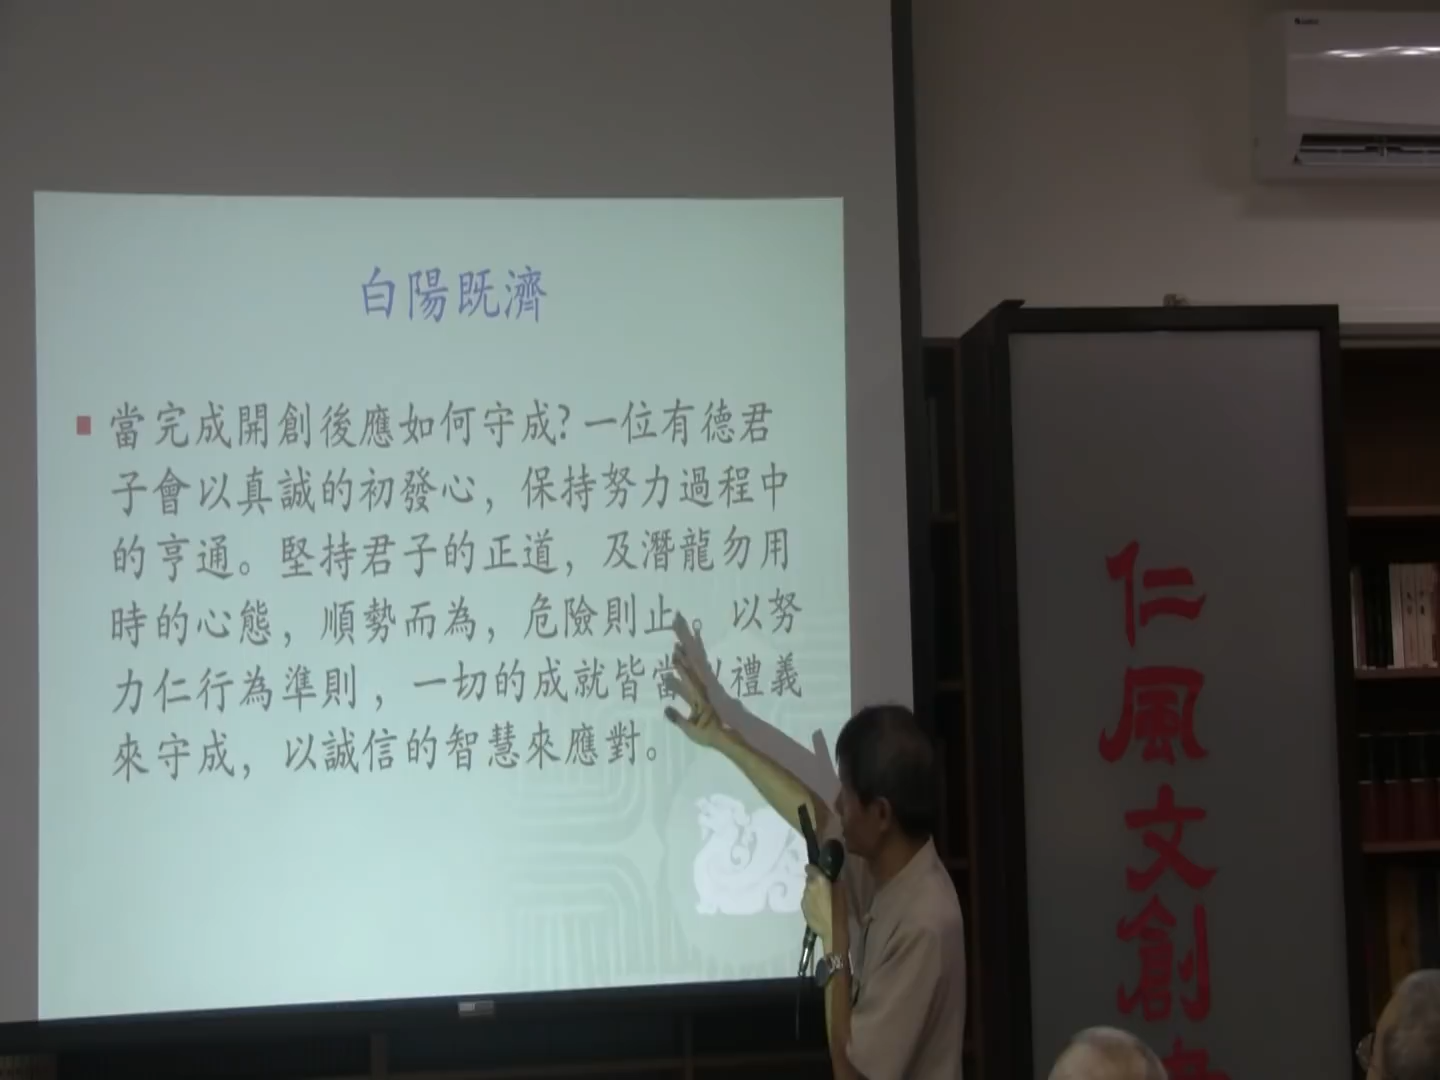 白陽既濟
當完成開創後應如何守成?一位有德君
子會以真誠的初發心，保持努力過程中
的亨通。堅持君子的正道，及潛龍勿用
時的心態，順勢而為，危險則止。以努
力仁行為準則，一切的成就皆當以禮義
來守成，以誠信的智慧來應對。
仁風文創